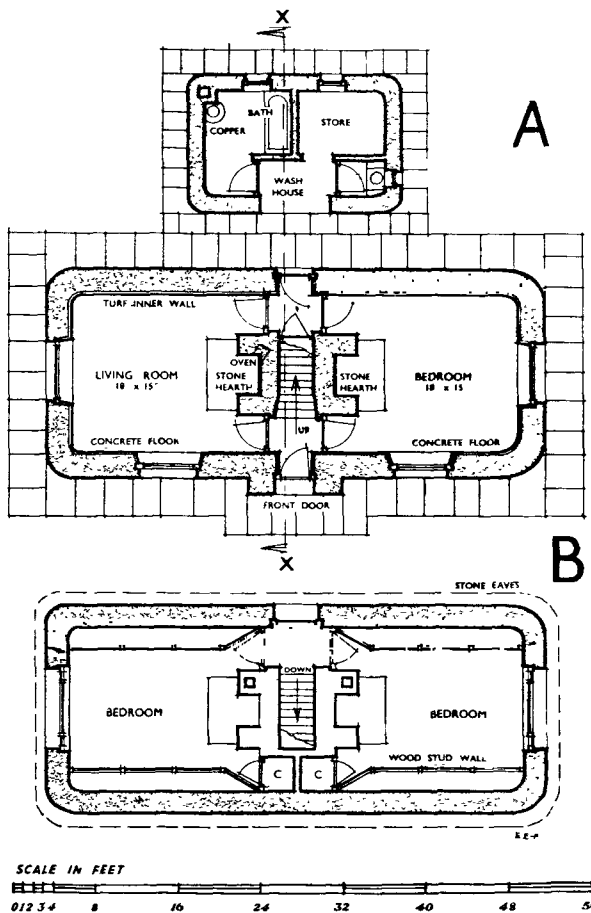 X
A
BATH
COPPER
STORE
WASH
HOUSE
TURF INNER WALL
OVEN
LIVING ROOM
18 x 15
STONE
HEARTH
STONE
HEARTH
BEDROOM
18 x 15
UP
CONCRETE FLOOR
CONCRETE FLOOR
FRONT DOOR
X
B
STONE EAVES
DOWN
BEDROOM
BEDROOM
WOOD STUD WALL
C
C
SCALE IN FEET
0 1 2 3 4 8 16 24 32 40 48